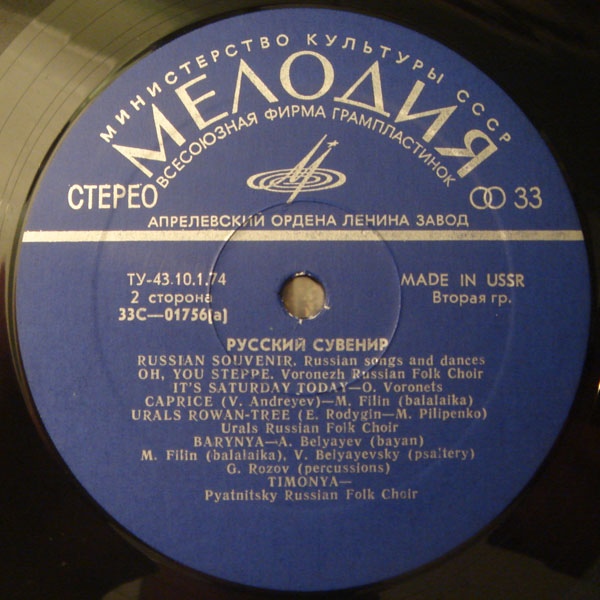 МИНИСТЕРСТВО КУЛЬТУРЫ СССР
МЕЛОДИЯ
ВСЕСОЮЗНАЯ ФИРМА ГРАМПЛАСТИНОК
СТЕРЕО
33
АПРЕЛЕВСКИЙ ОРДЕНА ЛЕНИНА ЗАВОД
ТУ-43.10.1.74
MADE IN USSR
2 сторона
Вторая гр.
33С—01756[а]
РУССКИЙ СУВЕНИР
RUSSIAN SOUVENIR. Russian songs and dances
OH, YOU STEPPE. Voronezh Russian Folk Choir
IT'S SATURDAY TODAY—O. Voronets
CAPRICE (V. Andreyev)—M. Filin (balalaika)
URALS ROWAN-TREE (E. Rodygin—M. Pilipenko)
Urals Russian Folk Choir
BARYNYA—A. Belyayev (bayan)
M. Filin (balalaika), V. Belyayevsky (psaltery)
G. Rozov (percussions)
TIMONYA—
Pyatnitsky Russian Folk Choir